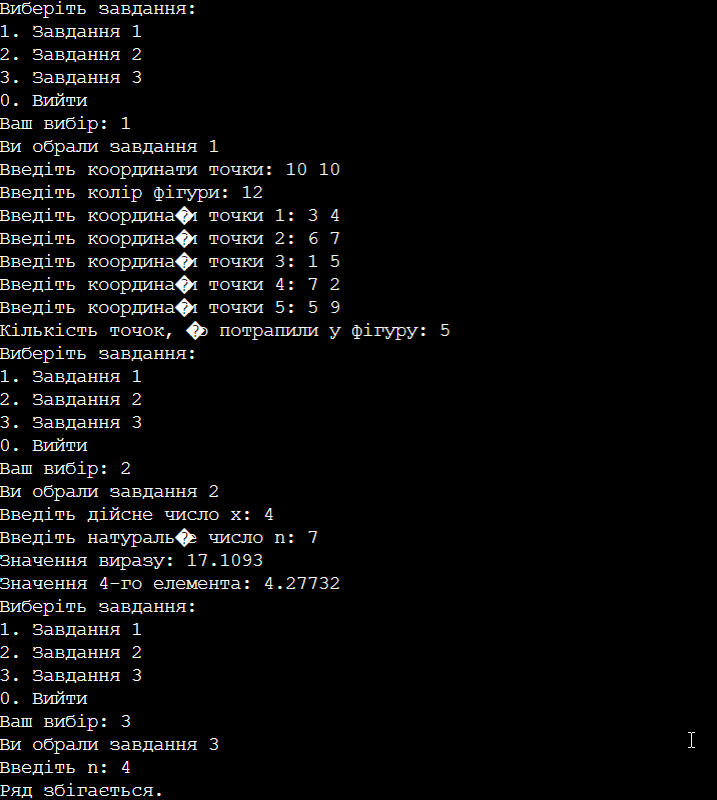 Виберіть завдання:
1. Завдання 1
2. Завдання 2
3. Завдання 3
0. Вийти
Ваш вибір: 1
Ви обрали завдання 1
Введіть координати точки: 10 10
Введіть колір фігури: 12
Введіть координа�и точки 1: 3 4
Введіть координа�и точки 2: 6 7
Введіть координа�и точки 3: 1 5
Введіть координа�и точки 4: 7 2
Введіть координа�и точки 5: 5 9
Кількість точок, �о потрапили у фігуру: 5
Виберіть завдання:
1. Завдання 1
2. Завдання 2
3. Завдання 3
0. Вийти
Ваш вибір: 2
Ви обрали завдання 2
Введіть дійсне число x: 4
Введіть натураль�е число n: 7
Значення виразу: 17.1093
Значення 4-го елемента: 4.27732
Виберіть завдання:
1. Завдання 1
2. Завдання 2
3. Завдання 3
0. Вийти
Ваш вибір: 3
Ви обрали завдання 3
Введіть n: 4
Ряд збігається.